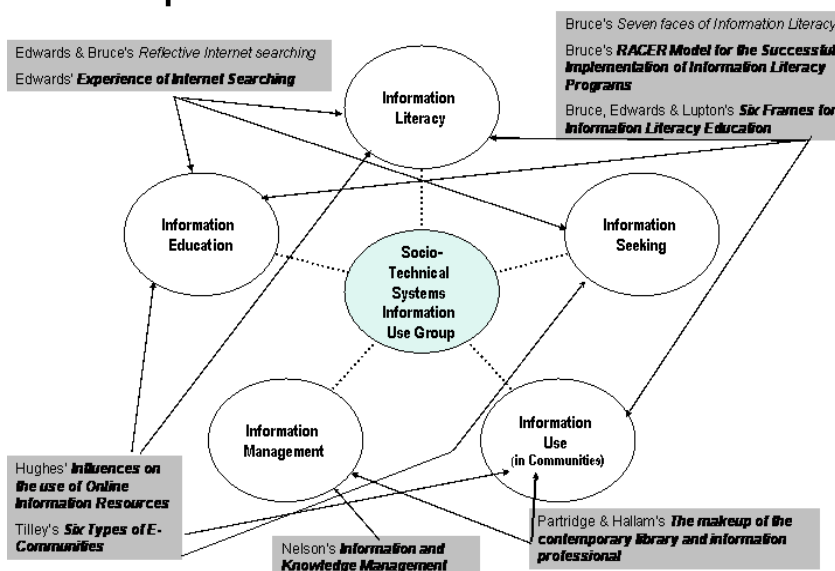 Edwards & Bruce's Reflective Internet searching
Edwards' Experience of Internet Searching
Bruce's Seven faces of Information Literacy
Bruce's RACER Model for the Successful
Implementation of Information Literacy
Programs
Bruce, Edwards & Lupton's Six Frames for
Information Literacy Education
Information
Literacy
Information
Education
Information
Seeking
Socio-
Technical
Systems
Information
Use Group
Information
Management
Information
Use
(in Communities)
Hughes' Influences on
the use of Online
Information Resources
Tilley's Six Types of E-
Communities
Nelson's Information and
Knowledge Management
Partridge & Hallam's The makeup of the
contemporary library and information
professional